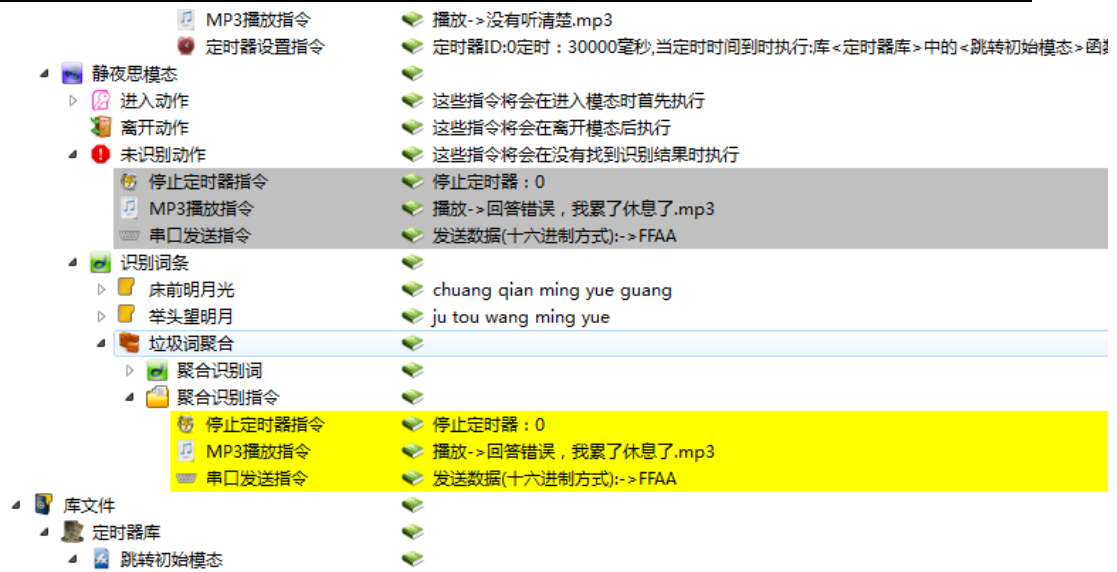 MP3播放指令 播放->没有听清楚.mp3
定时器设置指令 定时器ID:0定时：30000毫秒,当定时时间到时执行:库<定时器库>中的<跳转初始模态>函
静夜思模态
进入动作 这些指令将会在进入模态时首先执行
离开动作 这些指令将会在离开模态后执行
未识别动作 这些指令将会在没有找到识别结果时执行
停止定时器指令 停止定时器：0
MP3播放指令 播放->回答错误，我累了休息了.mp3
串口发送指令 发送数据(十六进制方式):->FFAA
识别词条
床前明月光 chuang qian ming yue guang
举头望明月 ju tou wang ming yue
垃圾词聚合
聚合识别词
聚合识别指令
停止定时器指令 停止定时器：0
MP3播放指令 播放->回答错误，我累了休息了.mp3
串口发送指令 发送数据(十六进制方式):->FFAA
库文件
定时器库
跳转初始模态